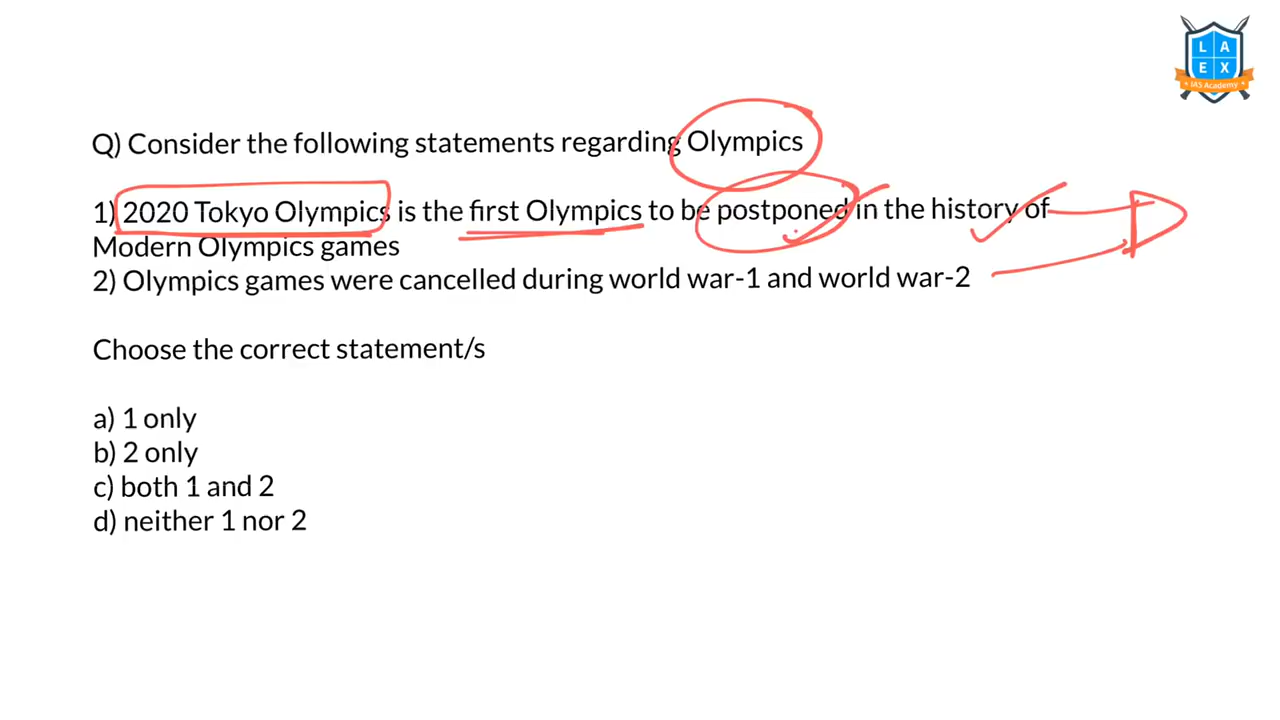 L A
E X
IAS Academy
Q) Consider the following statements regarding Olympics
1) 2020 Tokyo Olympics is the first Olympics to be postponed in the history of
Modern Olympics games
2) Olympics games were cancelled during world war-1 and world war-2
Choose the correct statement/s
a) 1 only
b) 2 only
c) both 1 and 2
d) neither 1 nor 2